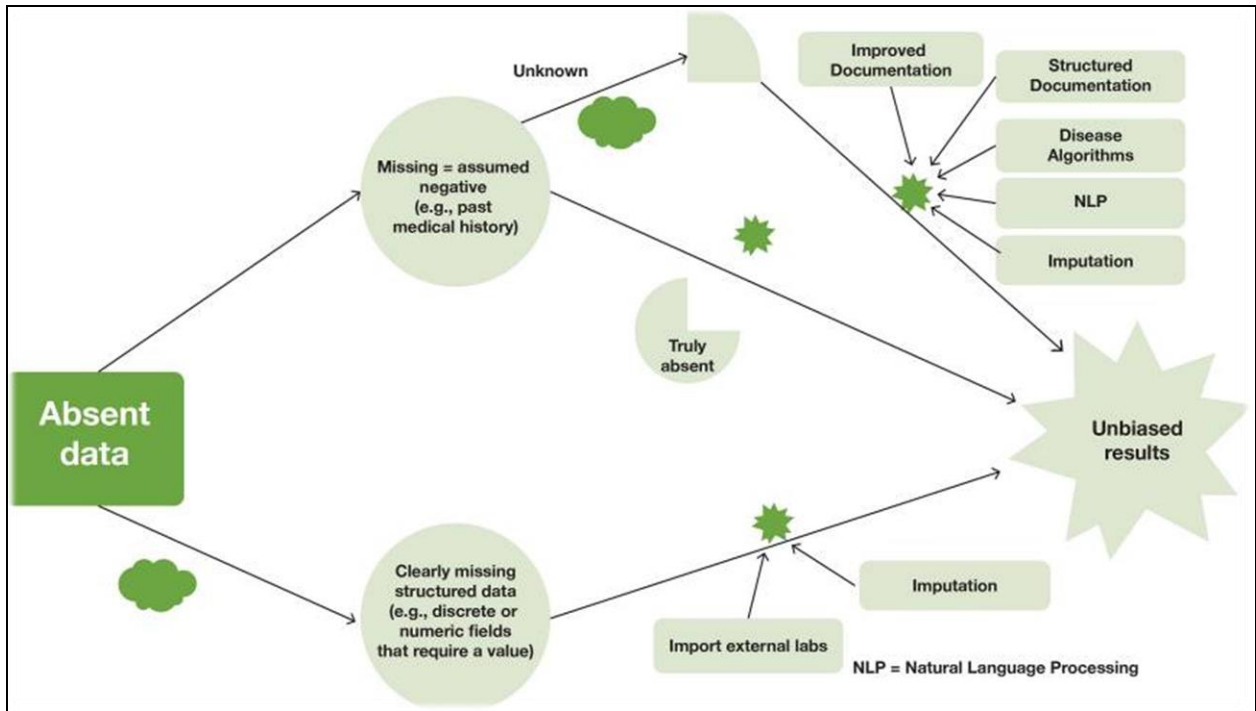 Unknown
Improved
Documentation
Structured
Documentation
Disease
Algorithms
NLP
Imputation
Missing = assumed
negative
(e.g., past
medical history)
Truly
absent
Absent
data
Unbiased
results
Clearly missing
structured data
(e.g., discrete or
numeric fields
that require a value)
Imputation
Import external labs
NLP = Natural Language Processing